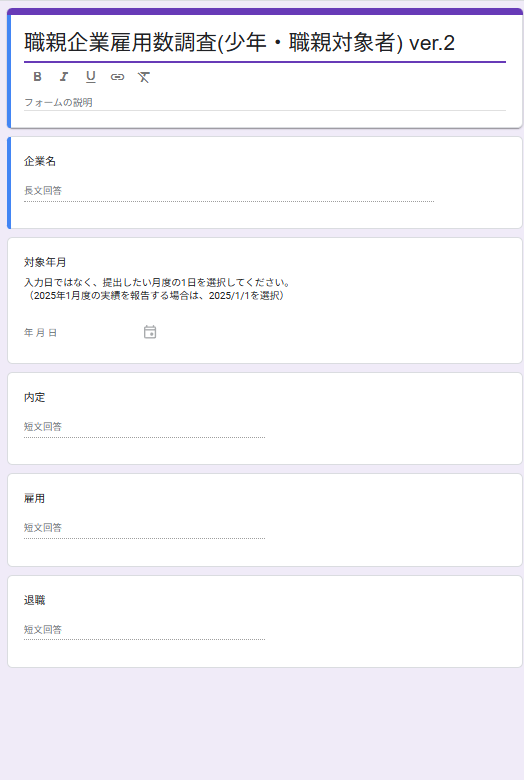 職親企業雇用数調査(少年・職親対象者) ver.2
B I U
フォームの説明
企業名
長文回答
対象年月
入力日ではなく、提出したい月度の1日を選択してください。
（2025年1月度の実績を報告する場合は、2025/1/1を選択）
年 月 日
内定
短文回答
雇用
短文回答
退職
短文回答